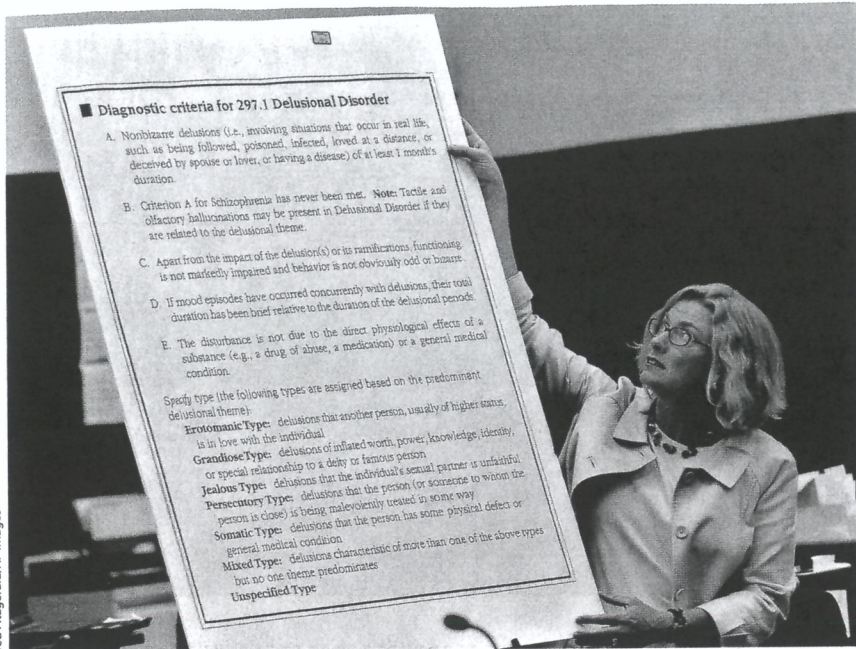 ■ Diagnostic criteria for 297.1 Delusional Disorder
A. Nonbizarre delusions (i.e., involving situations that occur in real life,
such as being followed, poisoned, infected, loved at a distance, or
deceived by spouse or lover, or having a disease) of at least 1 month's
duration.
B. Criterion A for Schizophrenia has never been met. Note: Tactile and
olfactory hallucinations may be present in Delusional Disorder if they
are related to the delusional theme.
C. Apart from the impact of the delusion(s) or its ramifications, functioning
is not markedly impaired and behavior is not obviously odd or bizarre.
D. If mood episodes have occurred concurrently with delusions, their total
duration has been brief relative to the duration of the delusional periods.
E. The disturbance is not due to the direct physiological effects of a
substance (e.g., a drug of abuse, a medication) or a general medical
condition.
Specify type (the following types are assigned based on the predominant
delusional theme):
Erotomanic Type: delusions that another person, usually of higher status,
is in love with the individual
Grandiose Type: delusions of inflated worth, power, knowledge, identity,
or special relationship to a deity or famous person
Jealous Type: delusions that the individual's sexual partner is unfaithful
Persecutory Type: delusions that the person (or someone to whom the
person is close) is being malevolently treated in some way
Somatic Type: delusions that the person has some physical defect or
general medical condition
Mixed Type: delusions characteristic of more than one of the above types
but no one theme predominates
Unspecified Type